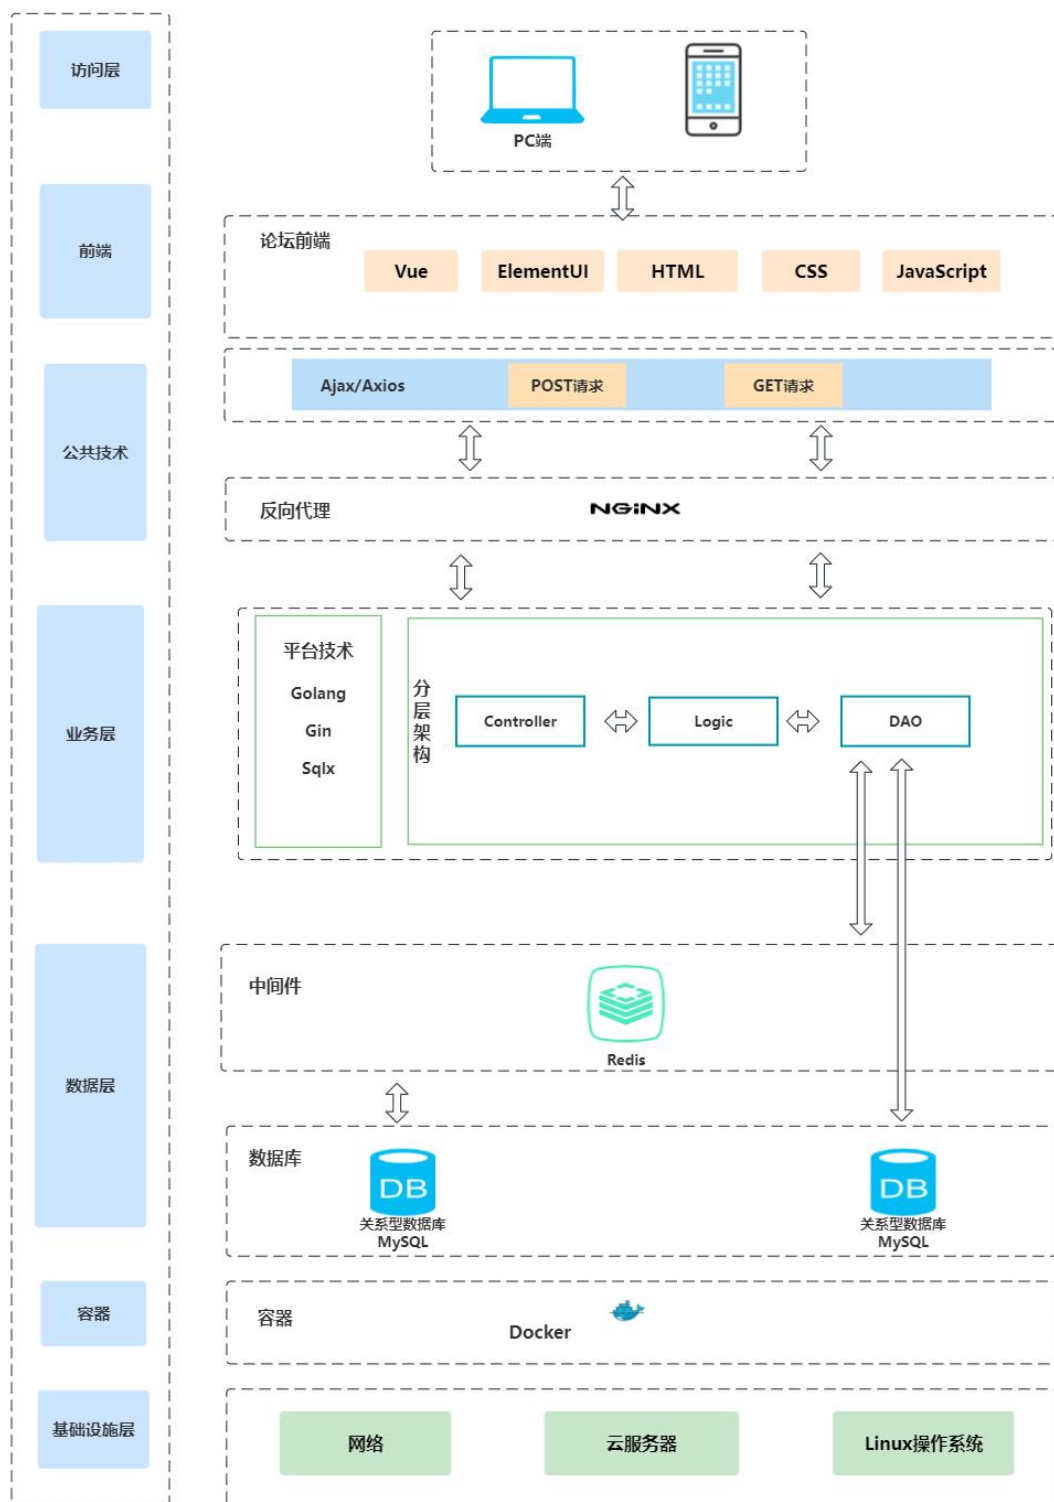 访问层
PC端
前端
论坛前端
Vue
ElementUI
HTML
CSS
JavaScript
公共技术
Ajax/Axios
POST请求
GET请求
反向代理
NGiNX
业务层
平台技术
Golang
Gin
Sqlx
分层架构
Controller
Logic
DAO
数据层
中间件
Redis
数据库
DB
关系型数据库
MySQL
DB
关系型数据库
MySQL
容器
容器
Docker
基础设施层
网络
云服务器
Linux操作系统